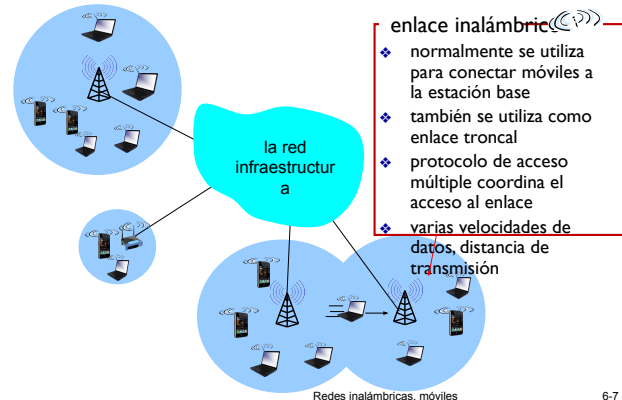 enlace inalámbrico
normalmente se utiliza
para conectar móviles a
la estación base
también se utiliza como
enlace troncal
protocolo de acceso
múltiple coordina el
acceso al enlace
varias velocidades de
datos, distancia de
transmisión
la red
infraestructur
a
Redes inalámbricas, móviles
6-7